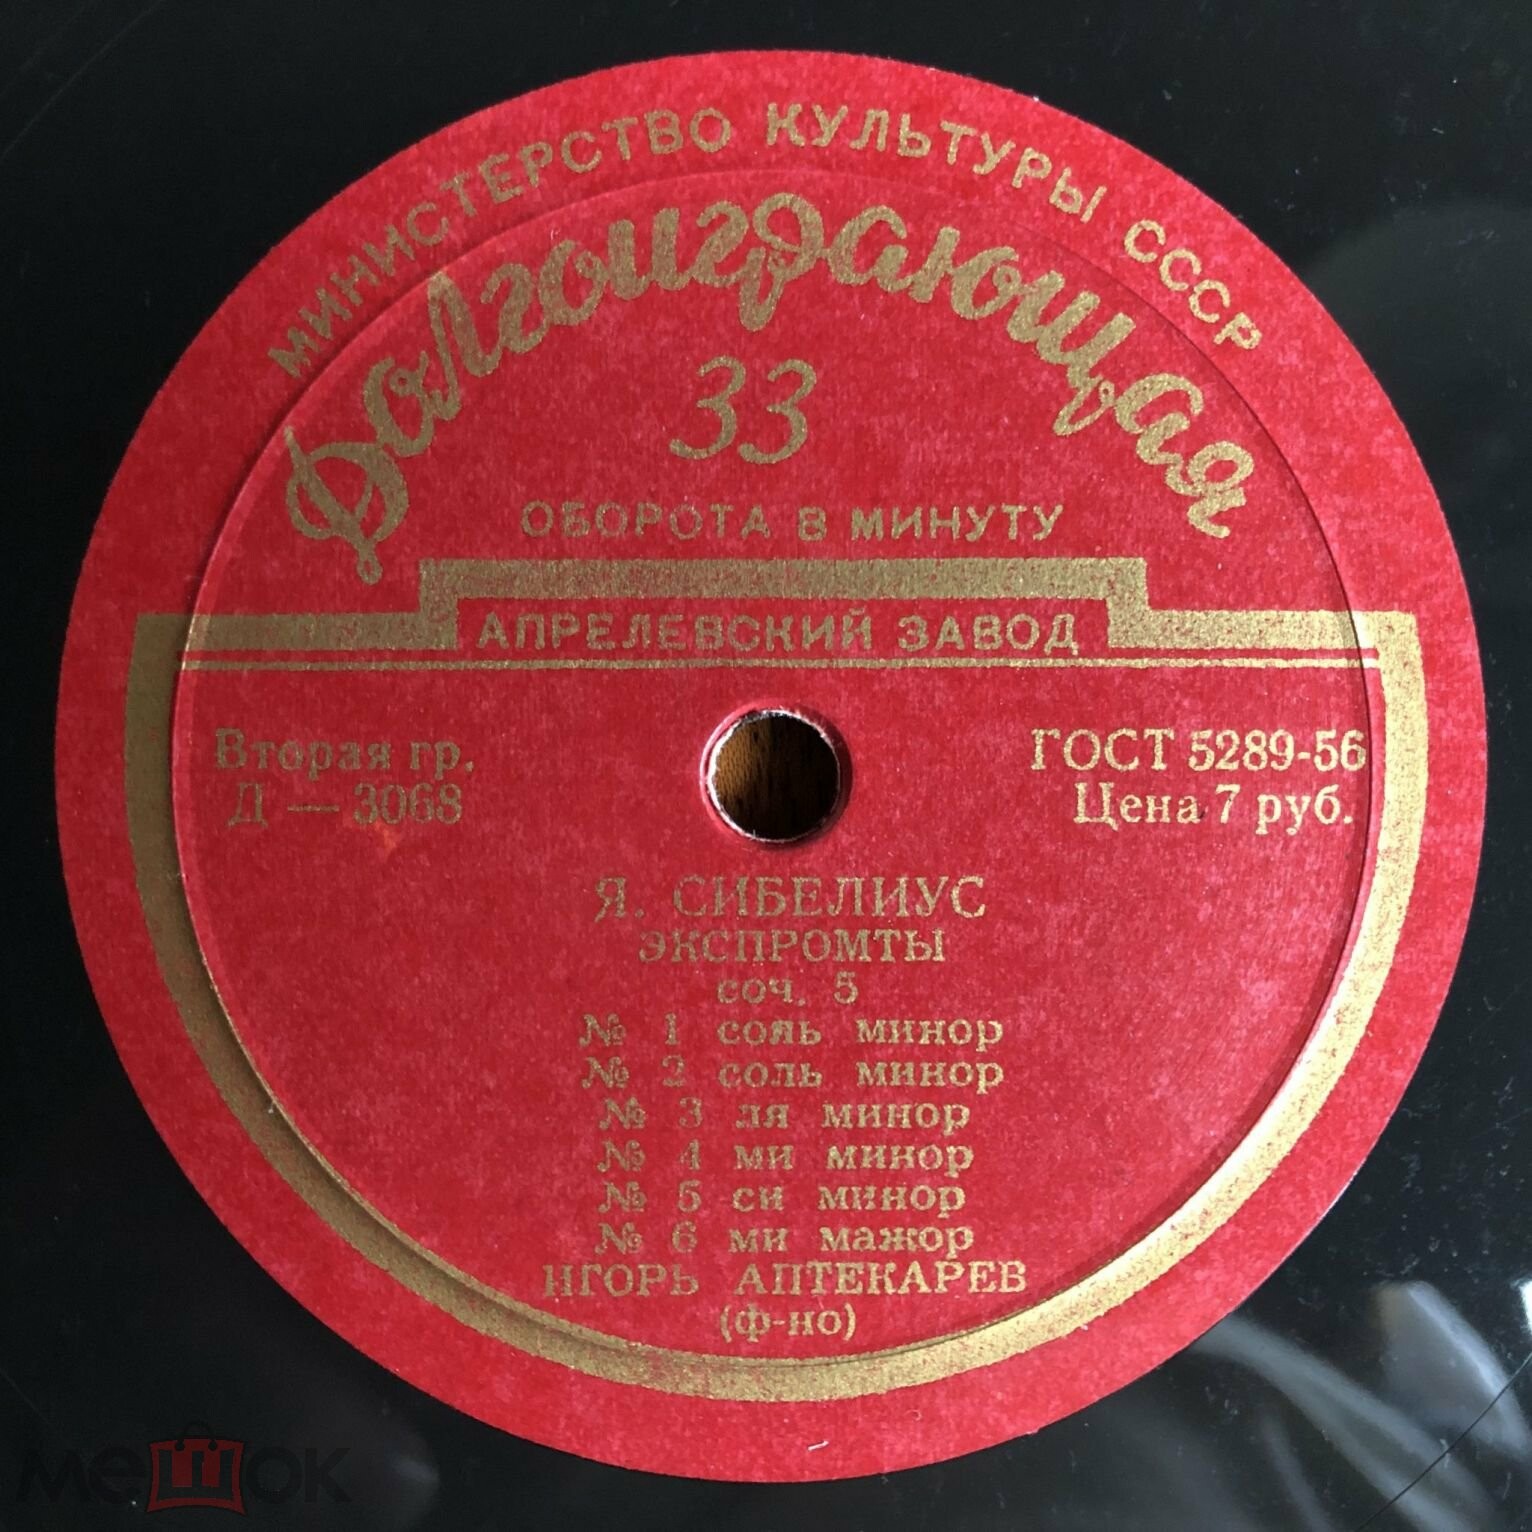 МИНИСТЕРСТВО КУЛЬТУРЫ СССР
Долгоиграющая
33
ОБОРОТА В МИНУТУ
АПРЕЛЕВСКИЙ ЗАВОД
Вторая гр.
Д — 3068
ГОСТ 5289-56
Цена 7 руб.
Я. СИБЕЛИУС
ЭКСПРОМТЫ
соч. 5
№ 1 соль минор
№ 2 соль минор
№ 3 ля минор
№ 4 ми минор
№ 5 си минор
№ 6 ми мажор
ИГОРЬ АПТЕКАРЕВ
(ф-но)
мешок